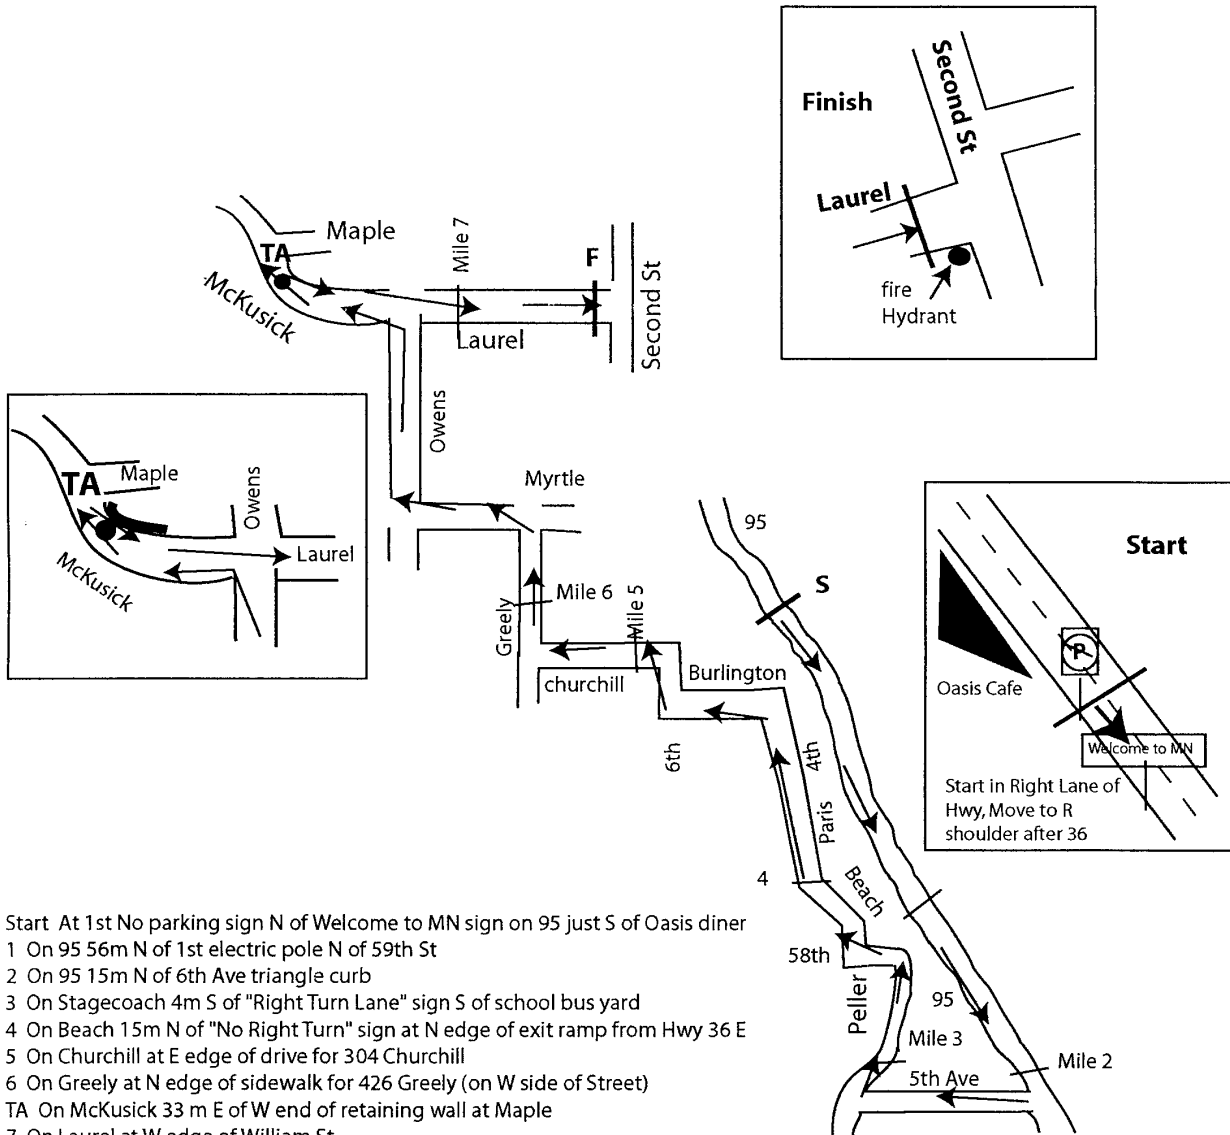 Finish
Second St
Laurel
fire
Hydrant
Maple
TA
McKusick
Mile 7
F
Laurel
Second St
Owens
TA
Maple
Owens
Laurel
McKusick
Myrtle
Greely
Mile 6
Mile 5
churchill
Burlington
6th
4th
Paris
95
S
Start
P
Oasis Cafe
Welcome to MN
Start in Right Lane of
Hwy, Move to R
shoulder after 36
4
Beach
58th
Peller
95
Mile 3
5th Ave
Mile 2
Start At 1st No parking sign N of Welcome to MN sign on 95 just S of Oasis diner
1 On 95 56m N of 1st electric pole N of 59th St
2 On 95 15m N of 6th Ave triangle curb
3 On Stagecoach 4m S of "Right Turn Lane" sign S of school bus yard
4 On Beach 15m N of "No Right Turn" sign at N edge of exit ramp from Hwy 36 E
5 On Churchill at E edge of drive for 304 Churchill
6 On Greely at N edge of sidewalk for 426 Greely (on W side of Street)
TA On McKusick 33 m E of W end of retaining wall at Maple
7 On Laurel at W edge of William St